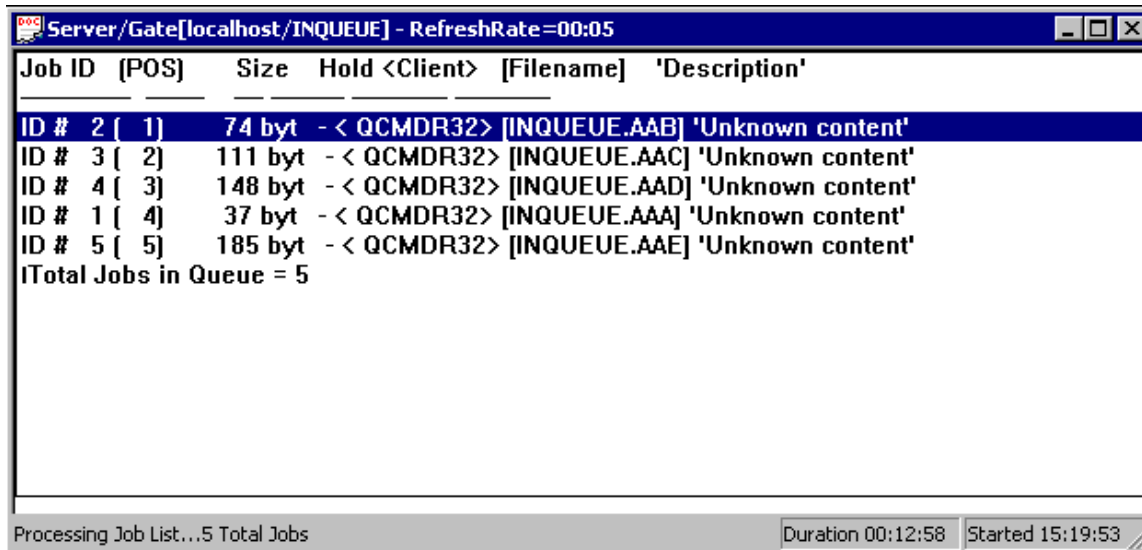 Server/Gate[localhost/INQUEUE] - RefreshRate=00:05
Job ID (POS) Size Hold <Client> [Filename] 'Description'
ID # 2 ( 1) 74 byt - < QCMDR32> [INQUEUE.AAB] 'Unknown content'
ID # 3 ( 2) 111 byt - < QCMDR32> [INQUEUE.AAC] 'Unknown content'
ID # 4 ( 3) 148 byt - < QCMDR32> [INQUEUE.AAD] 'Unknown content'
ID # 1 ( 4) 37 byt - < QCMDR32> [INQUEUE.AAA] 'Unknown content'
ID # 5 ( 5) 185 byt - < QCMDR32> [INQUEUE.AAE] 'Unknown content'
Total Jobs in Queue = 5
Processing Job List...5 Total Jobs Duration 00:12:58 Started 15:19:53